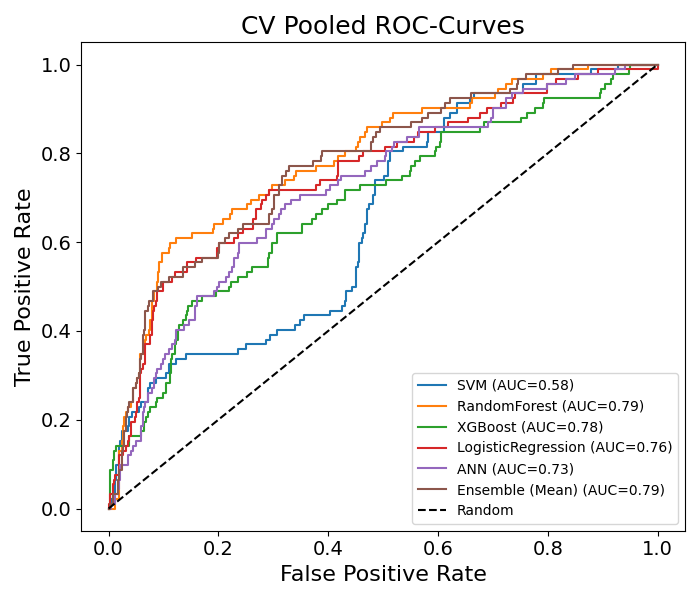 CV Pooled ROC-Curves
True Positive Rate
1.0
0.8
0.6
0.4
0.2
0.0
SVM (AUC=0.58)
RandomForest (AUC=0.79)
XGBoost (AUC=0.78)
LogisticRegression (AUC=0.76)
ANN (AUC=0.73)
Ensemble (Mean) (AUC=0.79)
Random
0.0 0.2 0.4 0.6 0.8 1.0
False Positive Rate